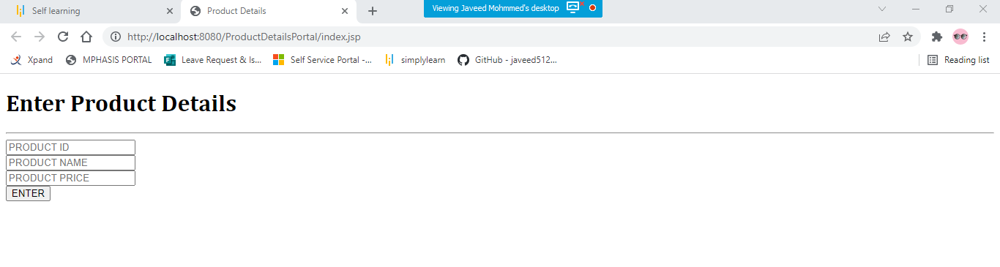 Self learning
Product Details
Viewing Javeed Mohmmed's desktop
http://localhost:8080/ProductDetailsPortal/index.jsp
Xpand
MPHASIS PORTAL
Leave Request & Is...
Self Service Portal -...
simplylearn
GitHub - javeed512...
Reading list
Enter Product Details
PRODUCT ID
PRODUCT NAME
PRODUCT PRICE
ENTER